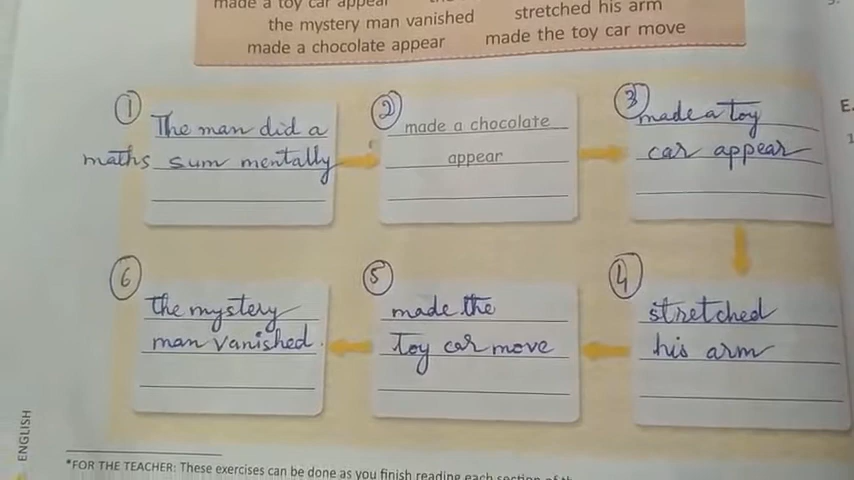 made a toy car appear
the mystery man vanished
stretched his arm
made a chocolate appear
made the toy car move
1
The man did a
maths sum mentally
2
made a chocolate
appear
3
made a toy
car appear
E.
1
6
the mystery
man vanished.
5
made the
toy car move
4
stretched
his arm
ENGLISH
*FOR THE TEACHER: These exercises can be done as you finish reading each section of